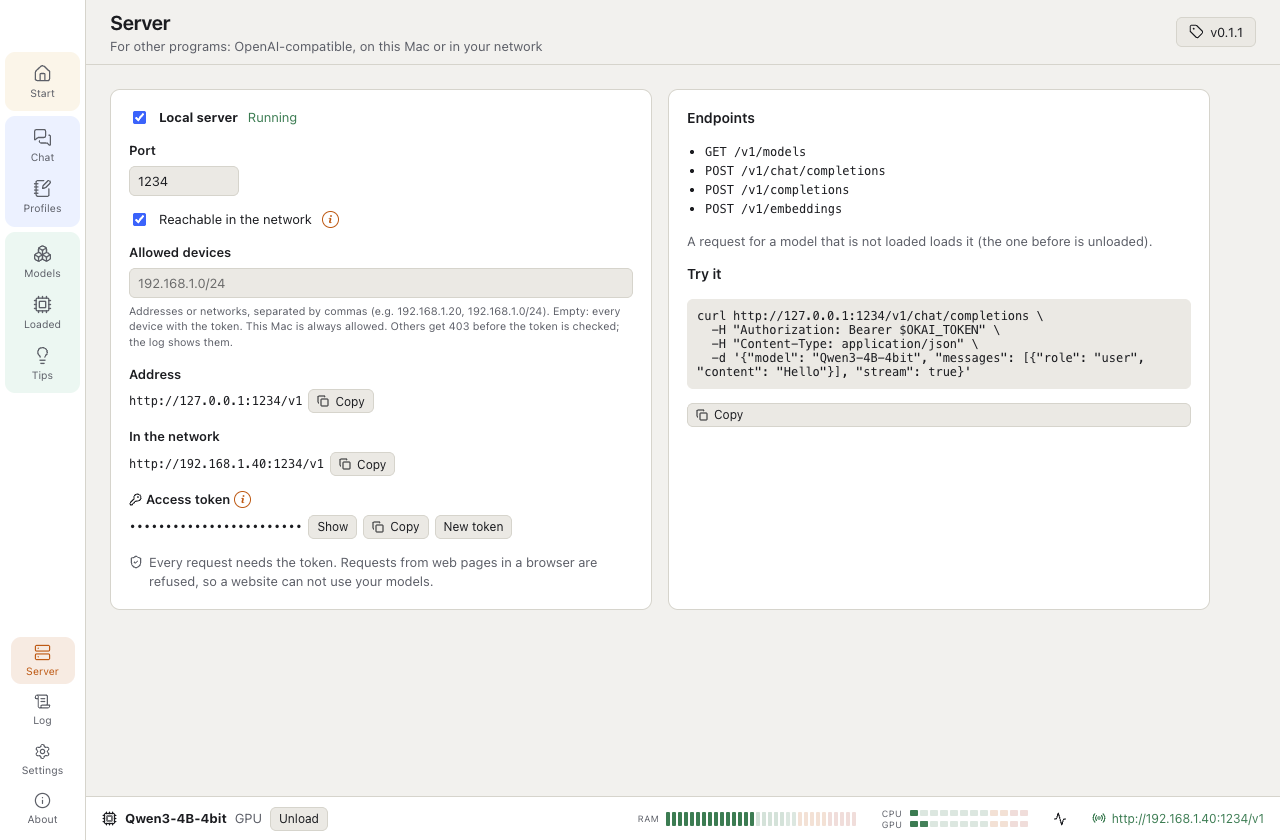 Server
For other programs: OpenAI-compatible, on this Mac or in your network
v0.1.1
Start
Chat
Profiles
Models
Loaded
Tips
Server
Log
Settings
About
Local server Running
Port
1234
Reachable in the network
Allowed devices
192.168.1.0/24
Addresses or networks, separated by commas (e.g. 192.168.1.20, 192.168.1.0/24). Empty: every
device with the token. This Mac is always allowed. Others get 403 before the token is checked;
the log shows them.
Address
http://127.0.0.1:1234/v1 Copy
In the network
http://192.168.1.40:1234/v1 Copy
Access token
•••••••••••••••••••••••• Show Copy New token
Every request needs the token. Requests from web pages in a browser are
refused, so a website can not use your models.
Endpoints
• GET /v1/models
• POST /v1/chat/completions
• POST /v1/completions
• POST /v1/embeddings
A request for a model that is not loaded loads it (the one before is unloaded).
Try it
curl http://127.0.0.1:1234/v1/chat/completions \
  -H "Authorization: Bearer $OKAI_TOKEN" \
  -H "Content-Type: application/json" \
  -d '{"model": "Qwen3-4B-4bit", "messages": [{"role": "user",
"content": "Hello"}], "stream": true}'
Copy
Qwen3-4B-4bit GPU Unload
RAM
CPU
GPU
http://192.168.1.40:1234/v1